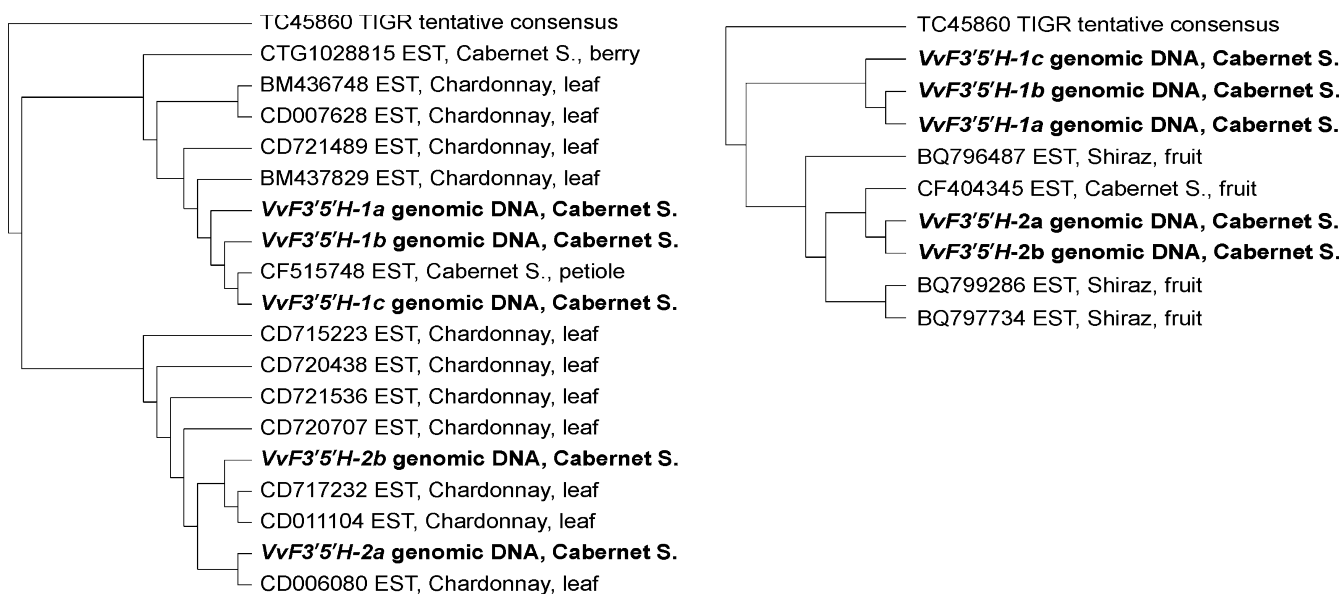 TC45860 TIGR tentative consensus
CTG1028815 EST, Cabernet S., berry
BM436748 EST, Chardonnay, leaf
CD007628 EST, Chardonnay, leaf
CD721489 EST, Chardonnay, leaf
BM437829 EST, Chardonnay, leaf
VvF3′5′H-1a genomic DNA, Cabernet S.
VvF3′5′H-1b genomic DNA, Cabernet S.
CF515748 EST, Cabernet S., petiole
VvF3′5′H-1c genomic DNA, Cabernet S.
CD715223 EST, Chardonnay, leaf
CD720438 EST, Chardonnay, leaf
CD721536 EST, Chardonnay, leaf
CD720707 EST, Chardonnay, leaf
VvF3′5′H-2b genomic DNA, Cabernet S.
CD717232 EST, Chardonnay, leaf
CD011104 EST, Chardonnay, leaf
VvF3′5′H-2a genomic DNA, Cabernet S.
CD006080 EST, Chardonnay, leaf
TC45860 TIGR tentative consensus
VvF3′5′H-1c genomic DNA, Cabernet S.
VvF3′5′H-1b genomic DNA, Cabernet S.
VvF3′5′H-1a genomic DNA, Cabernet S.
BQ796487 EST, Shiraz, fruit
CF404345 EST, Cabernet S., fruit
VvF3′5′H-2a genomic DNA, Cabernet S.
VvF3′5′H-2b genomic DNA, Cabernet S.
BQ799286 EST, Shiraz, fruit
BQ797734 EST, Shiraz, fruit